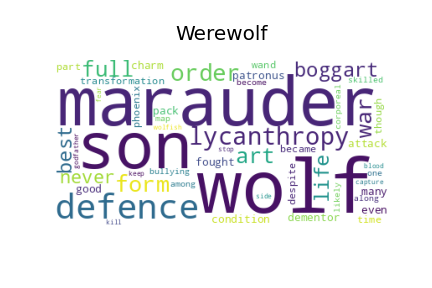 Werewolf
part
charm
wand
full
order
boggart
transformation
patronus
skilled
become
fear
marauder
phoenix
pack
map
wolfish
corporeal
war
though
best
godfather
son
lycanthropy
attack
keep
stop
became
fought
art
bullying
among
despite
life
blood
one
capture
never
good
form
wolf
side
likely
many
along
even
defence
condition
dementor
time
kill